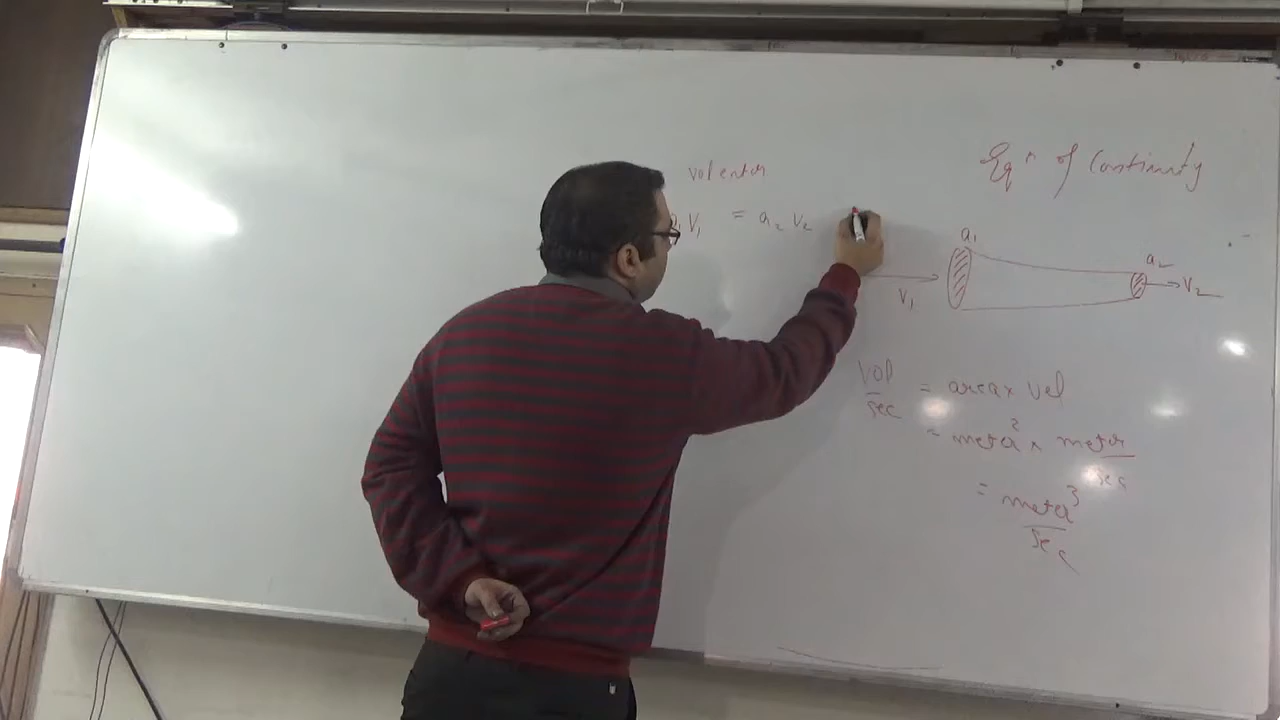 Eqⁿ of Continuity
vol enter
a₁ V₁ = a₂ V₂
a₁
a₂
V₁
V₂
Vol/sec = area x vel
= meter² x meter/sec
= meter³/sec